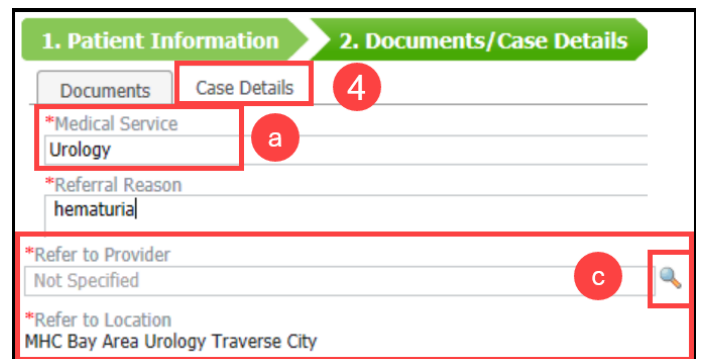 1. Patient Information 2. Documents/Case Details
Documents Case Details 4
*Medical Service
Urology a
*Referral Reason
hematuria
*Refer to Provider
Not Specified c
*Refer to Location
MHC Bay Area Urology Traverse City